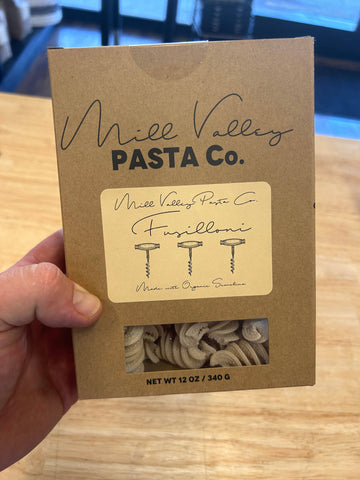 Mill Valley
PASTA Co.
Mill Valley Pasta Co.
Fusilloni
Made with Organic Semolina
NET WT 12 OZ / 340 G